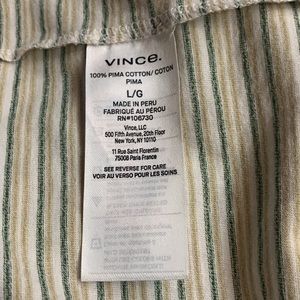 VINCE.
100% PIMA COTTON/ COTON
PIMA
L/G
MADE IN PERU
FABRIQUÉ AU PÉROU
RN#106730
Vince, LLC
500 Fifth Avenue, 20th Floor
New York, NY 10110
11 Rue Saint Florentin
75008 Paris France
SEE REVERSE FOR CARE
VOIR AU VERSO POUR LES SOINS